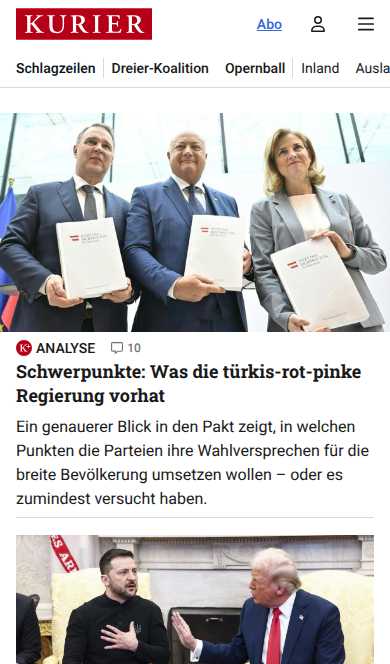 KURIER
Abo
Schlagzeilen Dreier-Koalition Opernball Inland Ausla
K+ ANALYSE 10
Schwerpunkte: Was die türkis-rot-pinke
Regierung vorhat
Ein genauerer Blick in den Pakt zeigt, in welchen
Punkten die Parteien ihre Wahlversprechen für die
breite Bevölkerung umsetzen wollen – oder es
zumindest versucht haben.